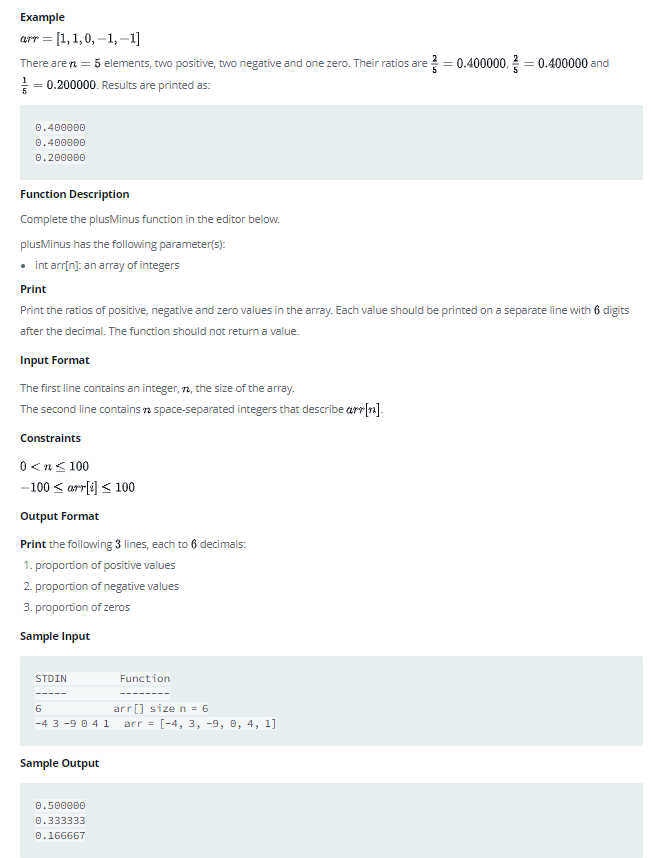 Example
arr = [1, 1, 0, −1, −1]
There are n = 5 elements, two positive, two negative and one zero. Their ratios are 2/5 = 0.400000, 2/5 = 0.400000 and
1/5 = 0.200000. Results are printed as:
0.400000
0.400000
0.200000
Function Description
Complete the plusMinus function in the editor below.
plusMinus has the following parameter(s):
• int arr[n]: an array of integers
Print
Print the ratios of positive, negative and zero values in the array. Each value should be printed on a separate line with 6 digits
after the decimal. The function should not return a value.
Input Format
The first line contains an integer, n, the size of the array.
The second line contains n space-separated integers that describe arr[n].
Constraints
0 < n ≤ 100
−100 ≤ arr[i] ≤ 100
Output Format
Print the following 3 lines, each to 6 decimals:
1. proportion of positive values
2. proportion of negative values
3. proportion of zeros
Sample Input
STDIN Function
----- --------
6 arr[] size n = 6
-4 3 -9 0 4 1 arr = [-4, 3, -9, 0, 4, 1]
Sample Output
0.500000
0.333333
0.166667